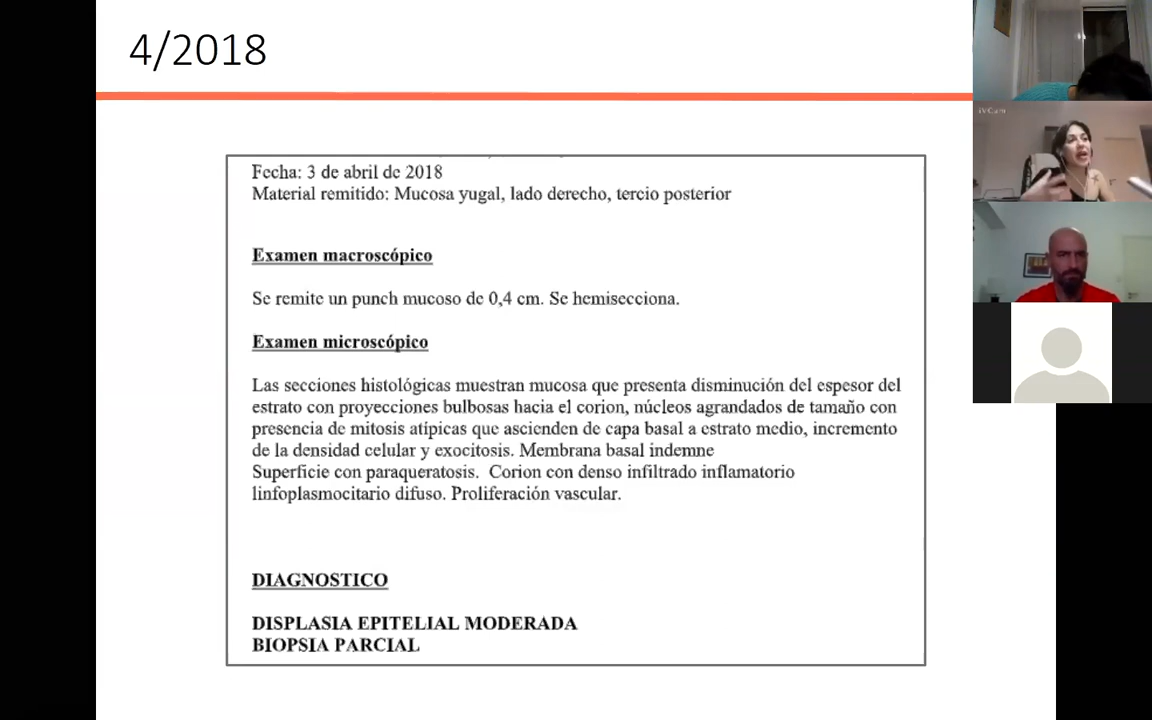 4/2018
Fecha: 3 de abril de 2018
Material remitido: Mucosa yugal, lado derecho, tercio posterior
Examen macroscópico
Se remite un punch mucoso de 0,4 cm. Se hemisecciona.
Examen microscópico
Las secciones histológicas muestran mucosa que presenta disminución del espesor del
estrato con proyecciones bulbosas hacia el corion, núcleos agrandados de tamaño con
presencia de mitosis atípicas que ascienden de capa basal a estrato medio, incremento
de la densidad celular y exocitosis. Membrana basal indemne
Superficie con paraqueratosis. Corion con denso infiltrado inflamatorio
linfoplasmocitario difuso. Proliferación vascular.
DIAGNOSTICO
DISPLASIA EPITELIAL MODERADA
BIOPSIA PARCIAL
iVCam